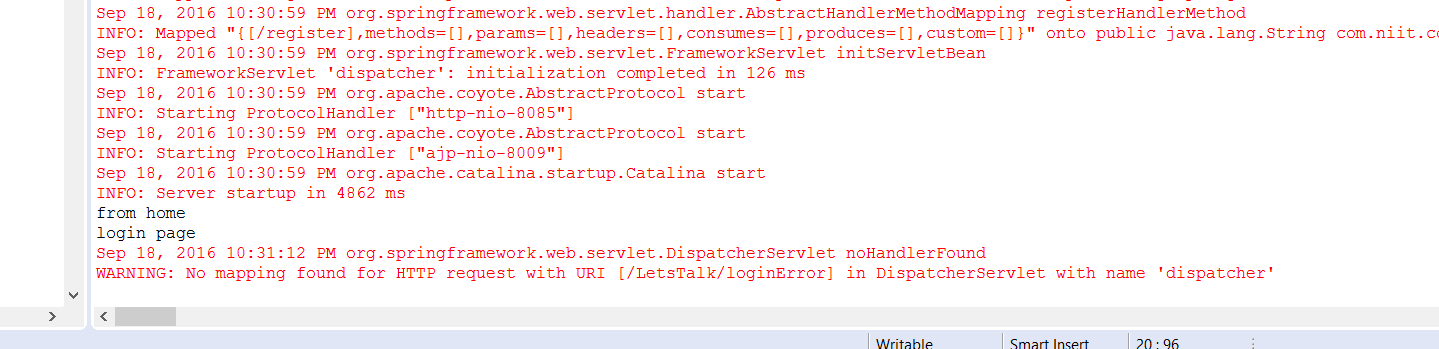 Sep 18, 2016 10:30:59 PM org.springframework.web.servlet.handler.AbstractHandlerMethodMapping registerHandlerMethod
INFO: Mapped "{[/register],methods=[],params=[],headers=[],consumes=[],produces=[],custom=[]}" onto public java.lang.String com.niit.co
Sep 18, 2016 10:30:59 PM org.springframework.web.servlet.FrameworkServlet initServletBean
INFO: FrameworkServlet 'dispatcher': initialization completed in 126 ms
Sep 18, 2016 10:30:59 PM org.apache.coyote.AbstractProtocol start
INFO: Starting ProtocolHandler ["http-nio-8085"]
Sep 18, 2016 10:30:59 PM org.apache.coyote.AbstractProtocol start
INFO: Starting ProtocolHandler ["ajp-nio-8009"]
Sep 18, 2016 10:30:59 PM org.apache.catalina.startup.Catalina start
INFO: Server startup in 4862 ms
from home
login page
Sep 18, 2016 10:31:12 PM org.springframework.web.servlet.DispatcherServlet noHandlerFound
WARNING: No mapping found for HTTP request with URI [/LetsTalk/loginError] in DispatcherServlet with name 'dispatcher'
Writable Smart Insert 20 : 96